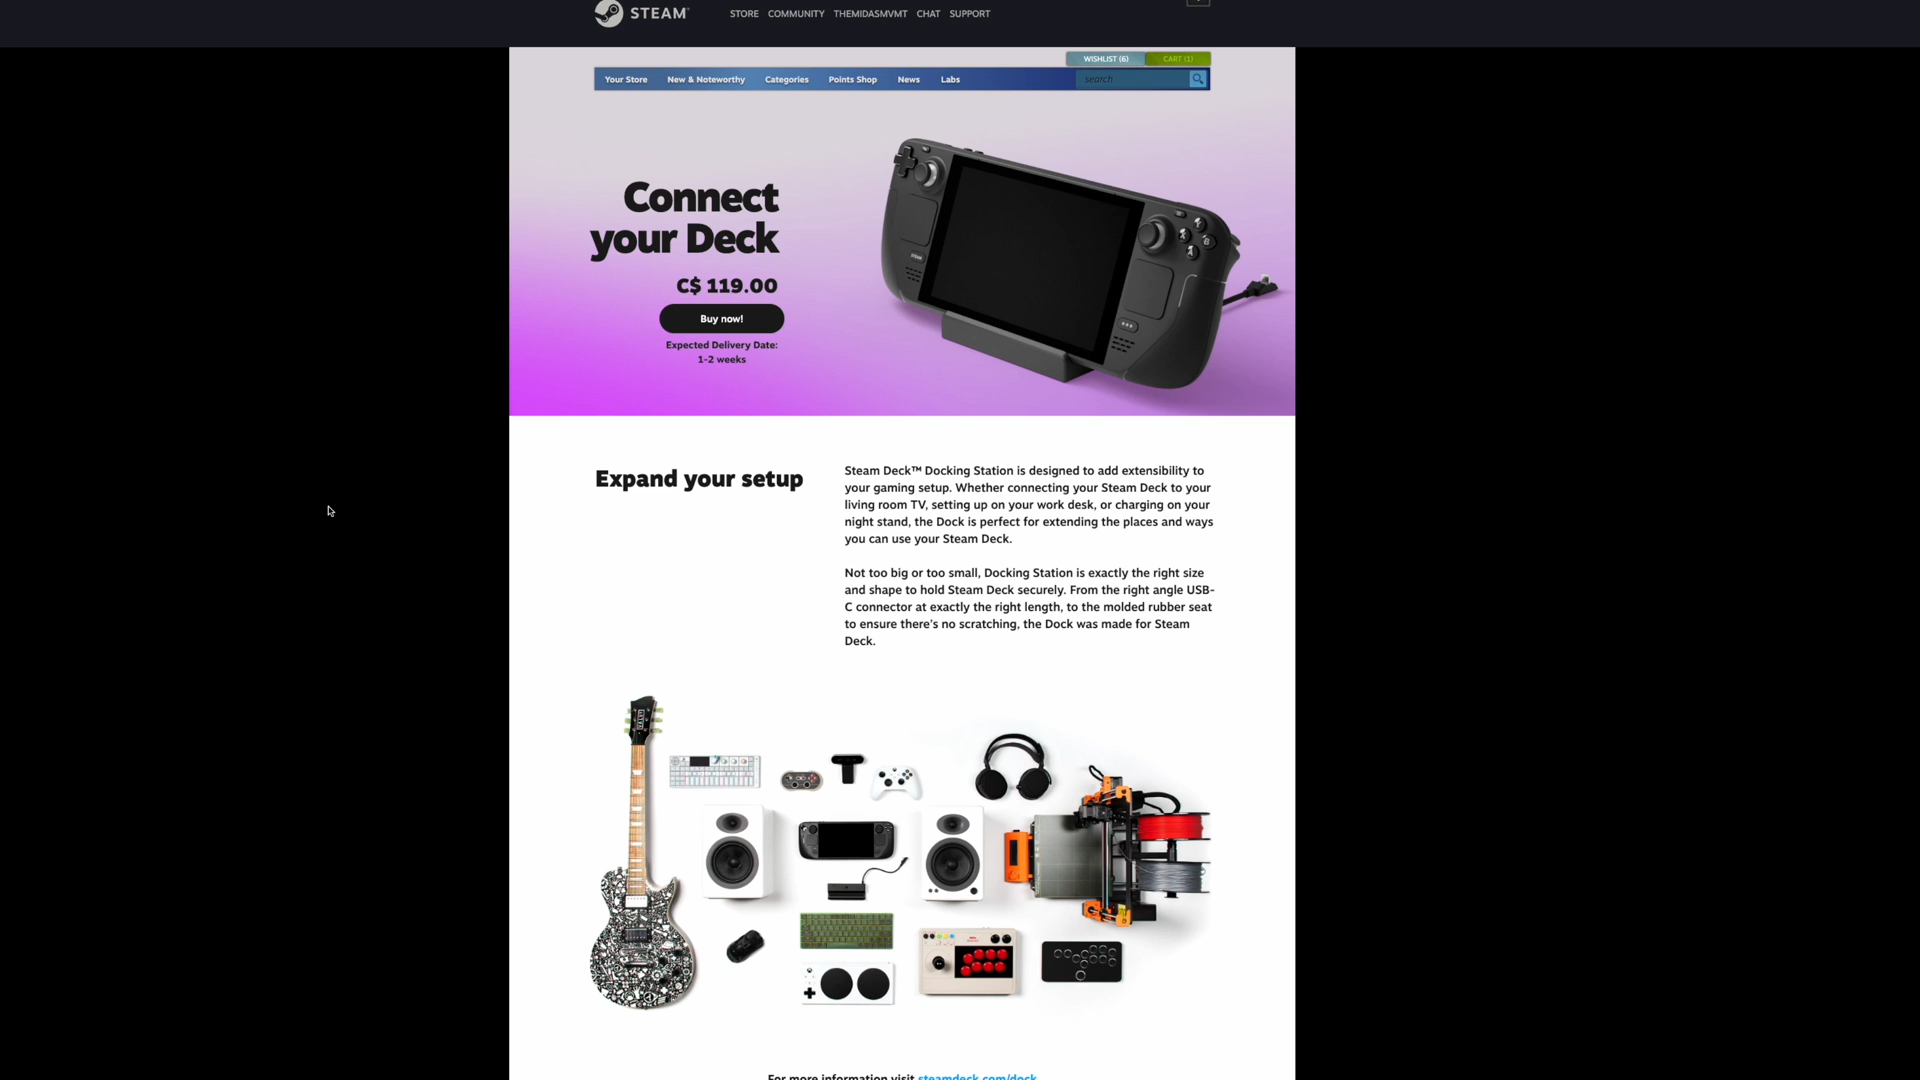 STEAM
STORE COMMUNITY THEMIDASMVMT CHAT SUPPORT
WISHLIST (6) CART (1)
Your Store New & Noteworthy Categories Points Shop News Labs search
Connect
your Deck
C$ 119.00
Buy now!
Expected Delivery Date:
1-2 weeks
Expand your setup
Steam Deck™ Docking Station is designed to add extensibility to
your gaming setup. Whether connecting your Steam Deck to your
living room TV, setting up on your work desk, or charging on your
night stand, the Dock is perfect for extending the places and ways
you can use your Steam Deck.
Not too big or too small, Docking Station is exactly the right size
and shape to hold Steam Deck securely. From the right angle USB-
C connector at exactly the right length, to the molded rubber seat
to ensure there's no scratching, the Dock was made for Steam
Deck.
For more information visit steamdeck.com/dock